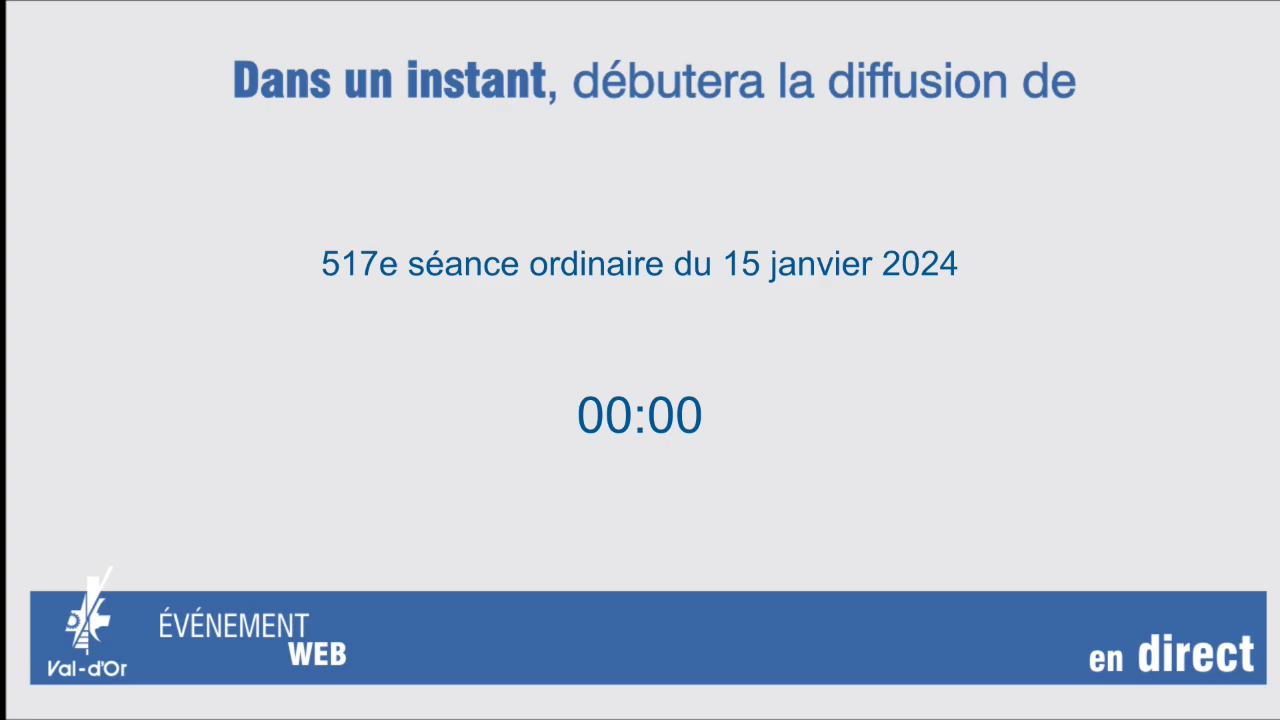 Dans un instant, débutera la diffusion de
517e séance ordinaire du 15 janvier 2024
00:00
Val-d'Or
ÉVÉNEMENT
WEB
en direct